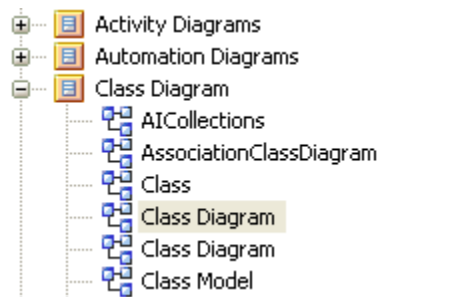 Activity Diagrams
Automation Diagrams
Class Diagram
AICollections
AssociationClassDiagram
Class
Class Diagram
Class Diagram
Class Model